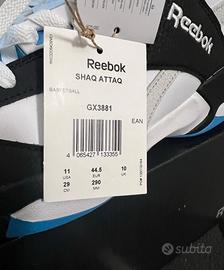 Reebok
Reebok
SHAQ ATTAQ
BASKETBALL
GX3881
EAN
4 065427 133355
11 44.5 10
USA EUR UK
29 290
CM MM
subito